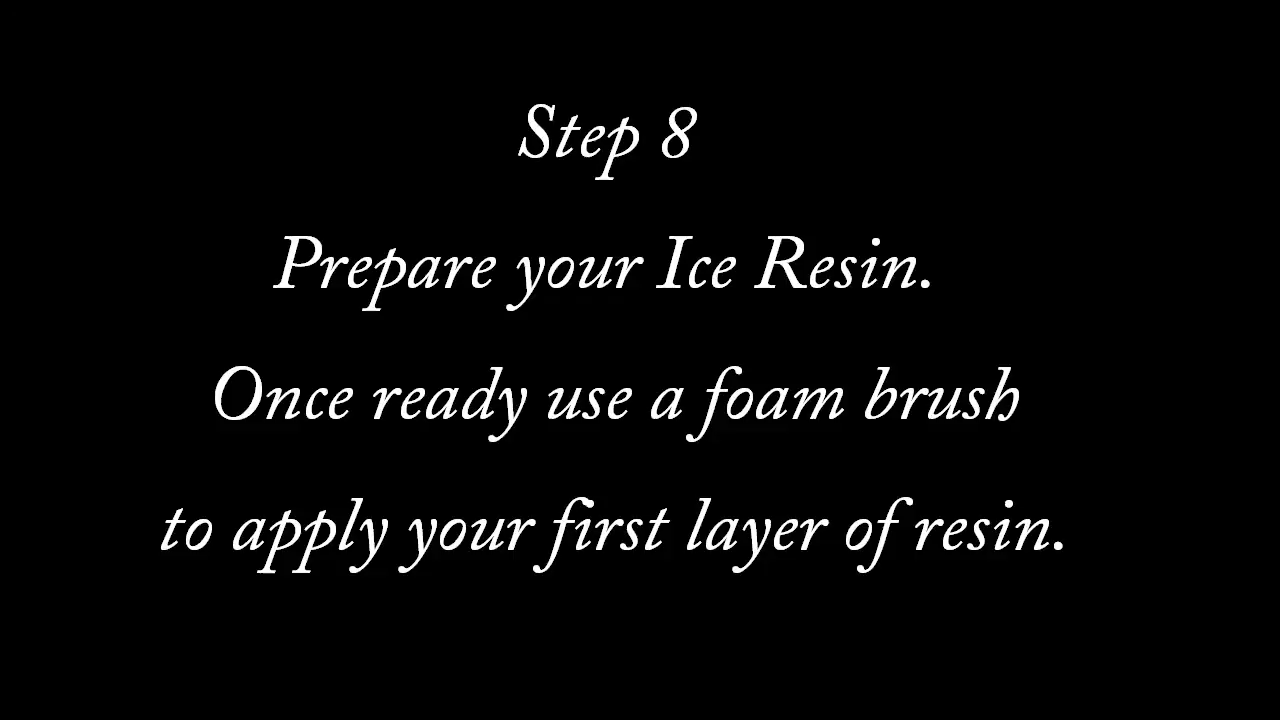 Step 8
Prepare your Ice Resin.
Once ready use a foam brush
to apply your first layer of resin.